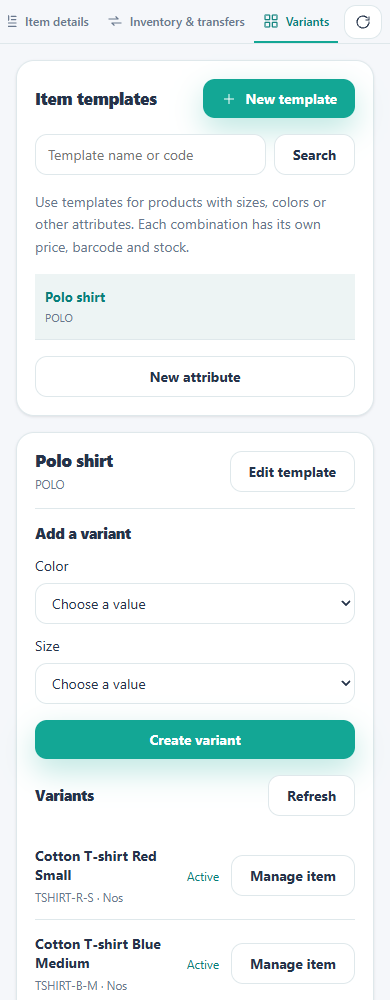 Item details
Inventory & transfers
Variants
Item templates
New template
Template name or code
Search
Use templates for products with sizes, colors or
other attributes. Each combination has its own
price, barcode and stock.
Polo shirt
POLO
New attribute
Polo shirt
POLO
Edit template
Add a variant
Color
Choose a value
Size
Choose a value
Create variant
Variants
Refresh
Cotton T-shirt Red
Small
TSHIRT-R-S · Nos
Active
Manage item
Cotton T-shirt Blue
Medium
TSHIRT-B-M · Nos
Active
Manage item